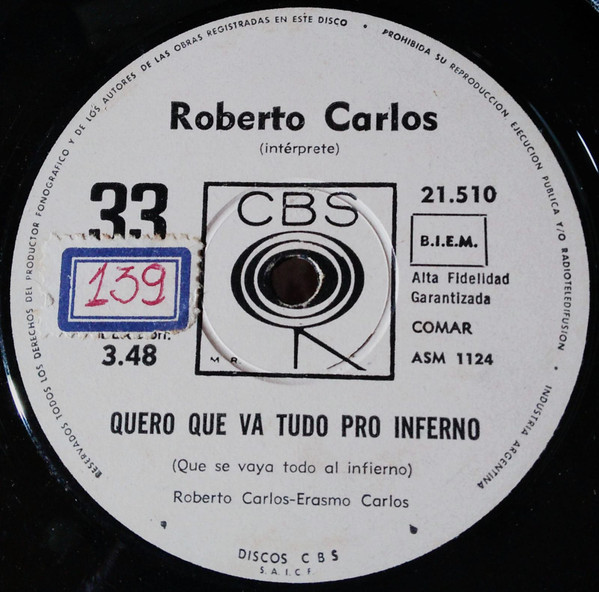 RESERVADOS TODOS LOS DERECHOS DEL PRODUCTOR FONOGRAFICO Y DE LOS AUTORES DE LAS OBRAS REGISTRADAS EN ESTE DISCO • PROHIBIDA SU REPRODUCCION, EJECUCION PUBLICA Y/O RADIOTELEDIFUSION • INDUSTRIA ARGENTINA
Roberto Carlos
(intérprete)
33
139
3.48
CBS
M R
21.510
B.I.E.M.
Alta Fidelidad
Garantizada
COMAR
ASM 1124
QUERO QUE VA TUDO PRO INFERNO
(Que se vaya todo al infierno)
Roberto Carlos-Erasmo Carlos
DISCOS CBS
S.A.I.C.F.